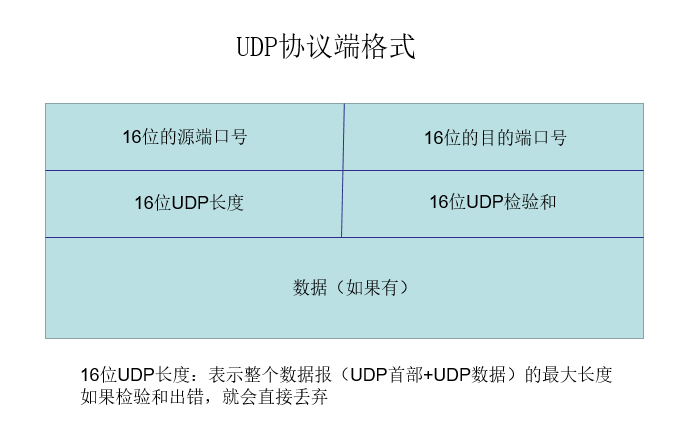 UDP协议端格式
16位的源端口号
16位的目的端口号
16位UDP长度
16位UDP检验和
数据（如果有）
16位UDP长度：表示整个数据报（UDP首部+UDP数据）的最大长度
如果检验和出错，就会直接丢弃